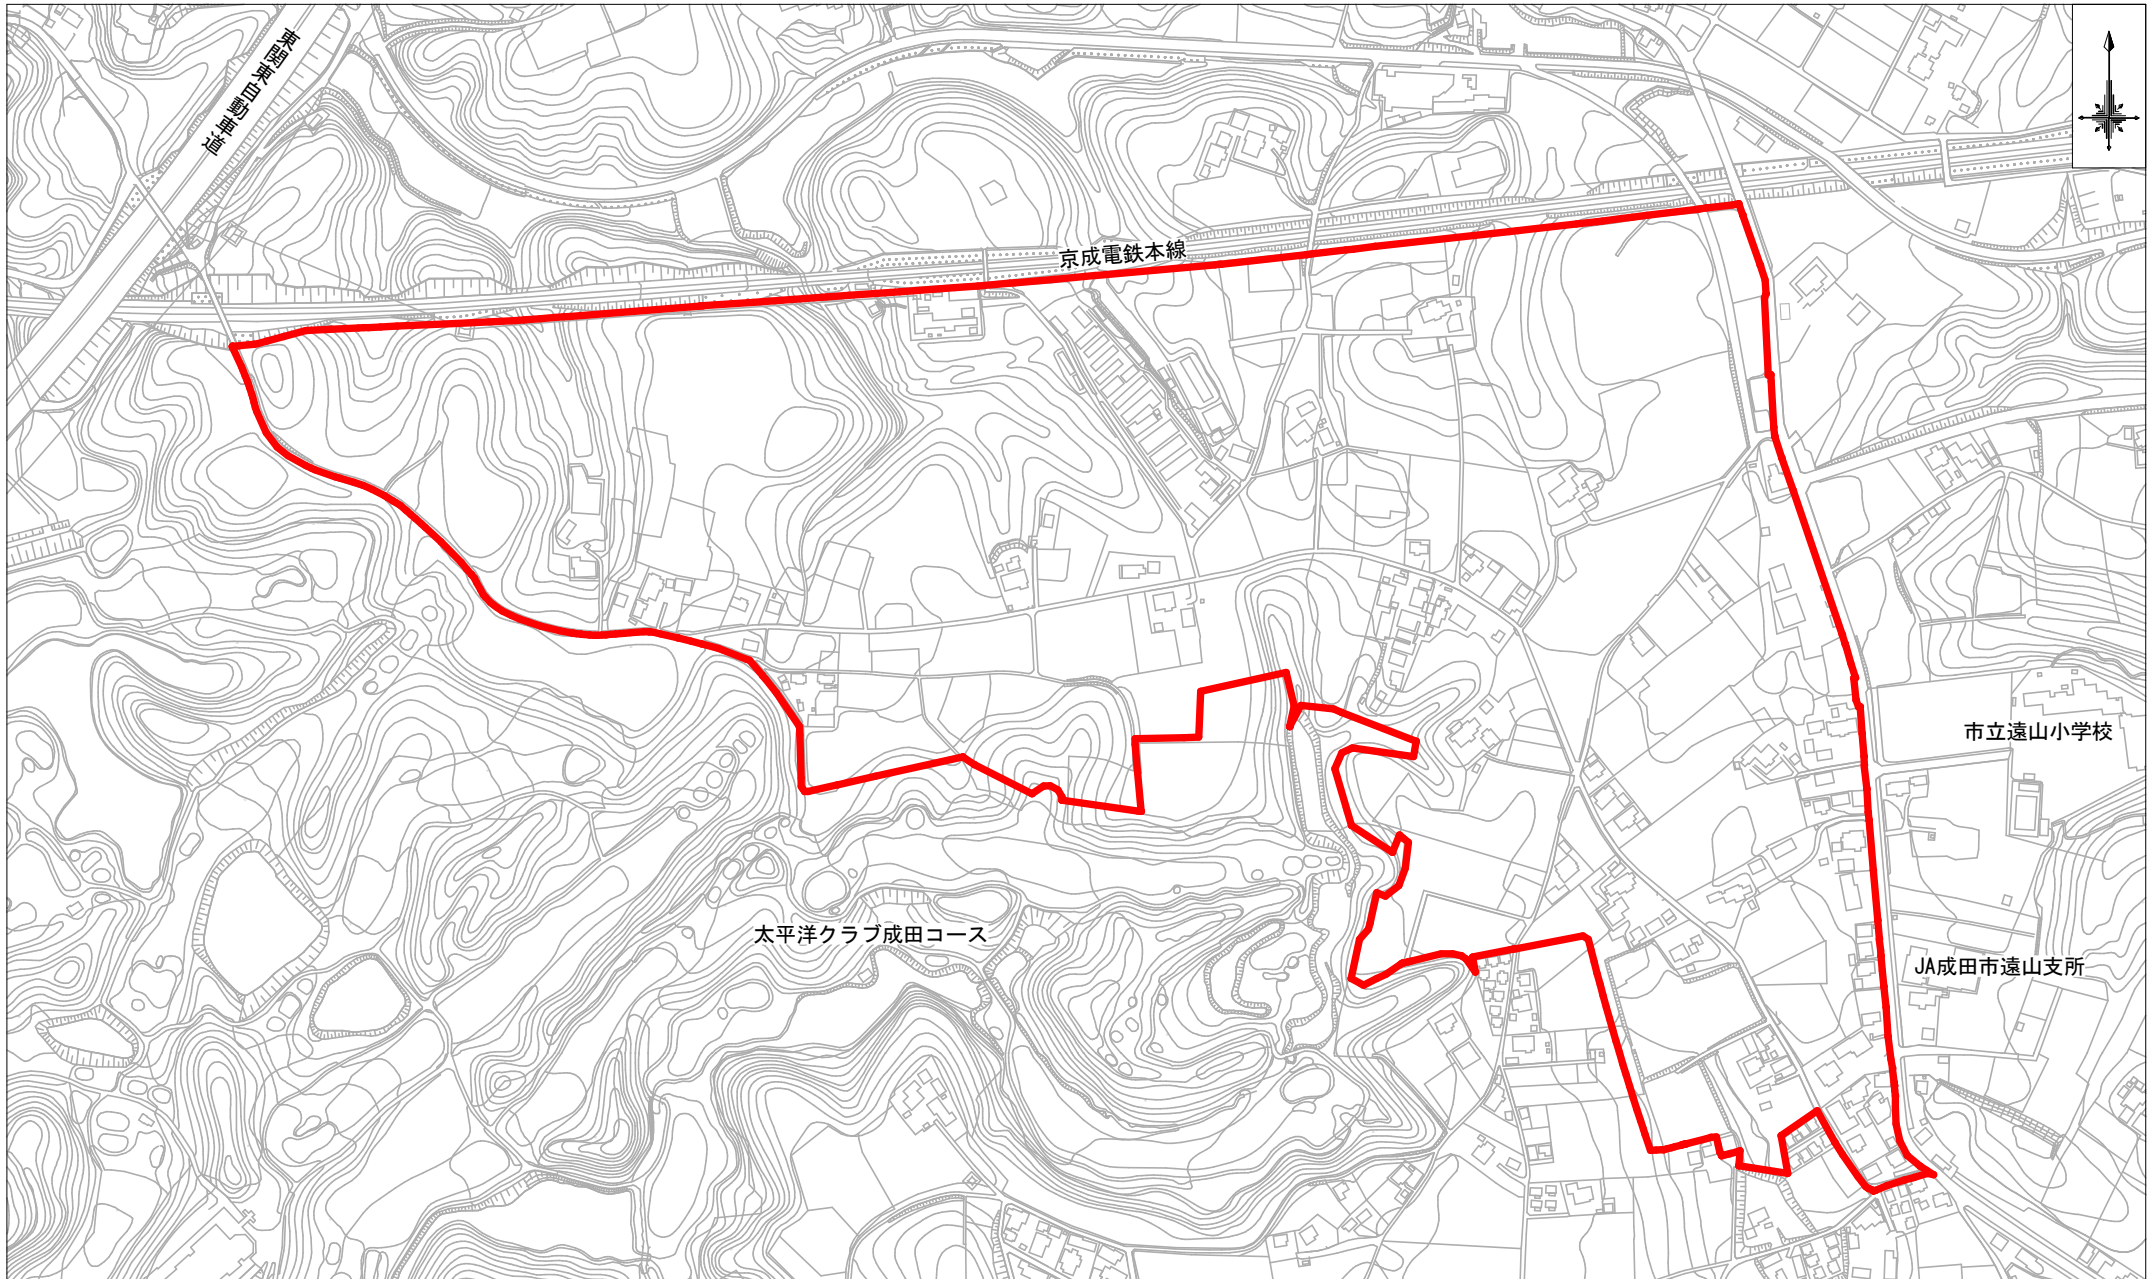 東関東自動車道
京成電鉄本線
市立遠山小学校
太平洋クラブ成田コース
JA成田市遠山支所